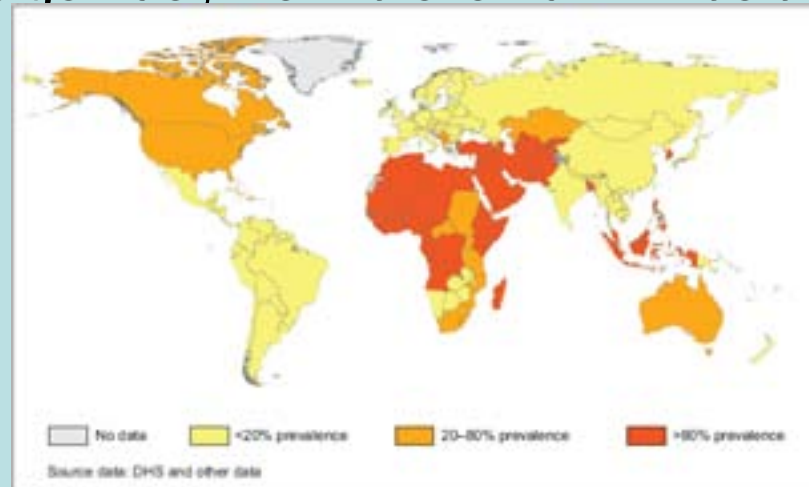 No data
<20% prevalence
20–80% prevalence
>80% prevalence
Source data: DHS and other data